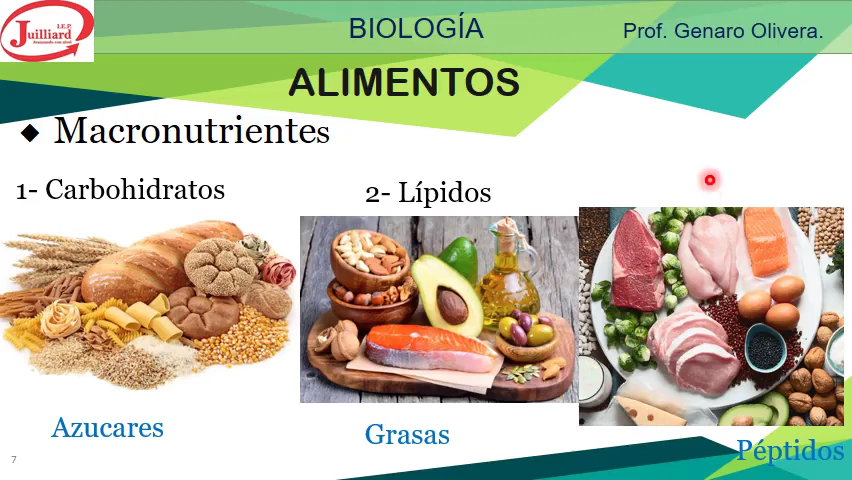 I.E.P.
Juilliard
BIOLOGÍA
Prof. Genaro Olivera.
ALIMENTOS
◆ Macronutrientes
1- Carbohidratos
2- Lípidos
Azucares
Grasas
Péptidos
7